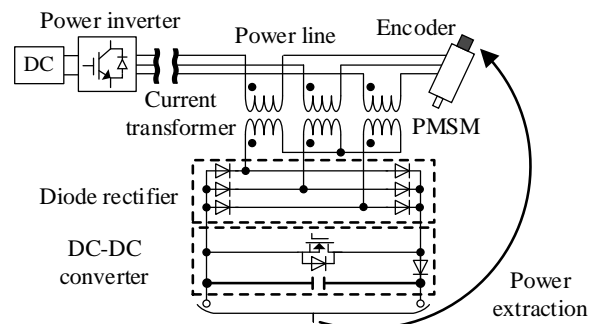 Power inverter
Encoder
Power line
DC
Current
transformer
PMSM
Diode rectifier
DC-DC
converter
Power
extraction